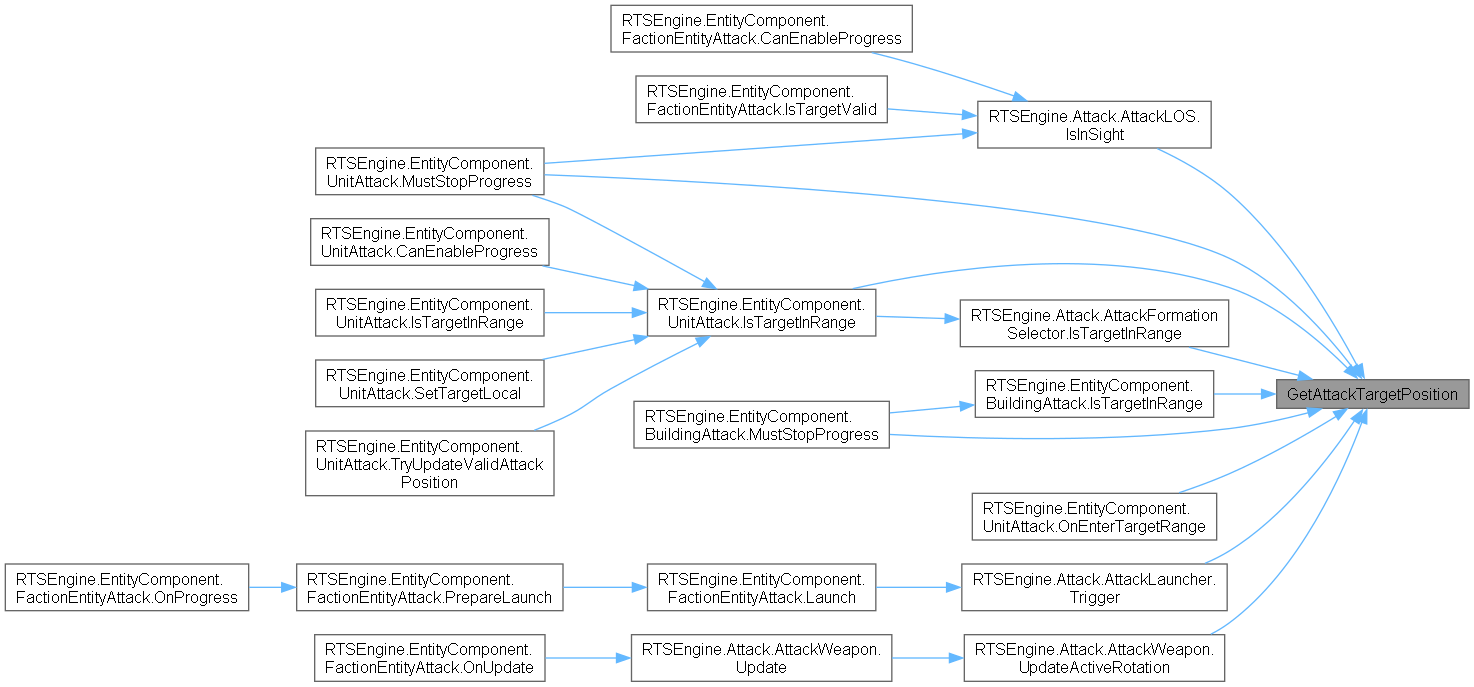 RTSEngine.EntityComponent.
FactionEntityAttack.CanEnableProgress
RTSEngine.EntityComponent.
FactionEntityAttack.IsTargetValid
RTSEngine.Attack.AttackLOS.
IsInSight
RTSEngine.EntityComponent.
UnitAttack.MustStopProgress
RTSEngine.EntityComponent.
UnitAttack.CanEnableProgress
RTSEngine.EntityComponent.
UnitAttack.IsTargetInRange
RTSEngine.EntityComponent.
UnitAttack.IsTargetInRange
RTSEngine.Attack.AttackFormation
Selector.IsTargetInRange
RTSEngine.EntityComponent.
UnitAttack.SetTargetLocal
RTSEngine.EntityComponent.
BuildingAttack.IsTargetInRange
GetAttackTargetPosition
RTSEngine.EntityComponent.
BuildingAttack.MustStopProgress
RTSEngine.EntityComponent.
UnitAttack.TryUpdateValidAttack
Position
RTSEngine.EntityComponent.
UnitAttack.OnEnterTargetRange
RTSEngine.EntityComponent.
FactionEntityAttack.OnProgress
RTSEngine.EntityComponent.
FactionEntityAttack.PrepareLaunch
RTSEngine.EntityComponent.
FactionEntityAttack.Launch
RTSEngine.Attack.AttackLauncher.
Trigger
RTSEngine.EntityComponent.
FactionEntityAttack.OnUpdate
RTSEngine.Attack.AttackWeapon.
Update
RTSEngine.Attack.AttackWeapon.
UpdateActiveRotation